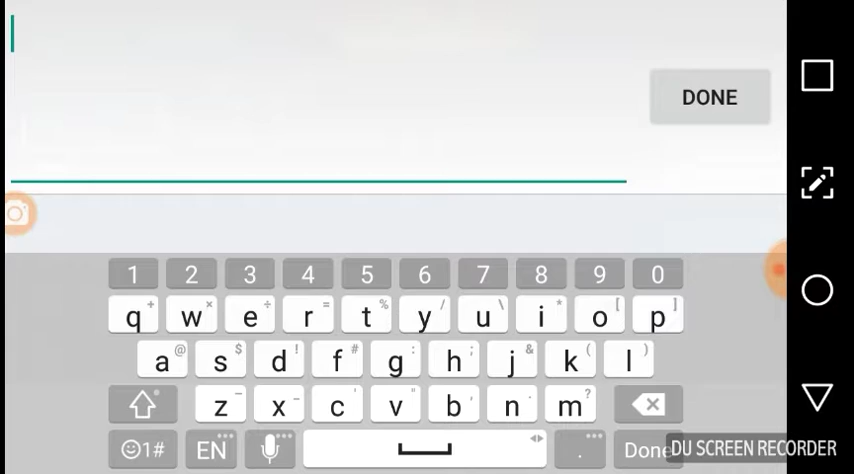 DONE
1 2 3 4 5 6 7 8 9 0
q + w × e ÷ r = t % y / u \ i * o [ p ]
a @ s $ d ! f # g : h ; j & k ( l )
z - x _ c ' v " b , n . m ?
☺1# EN . Done
DU SCREEN RECORDER